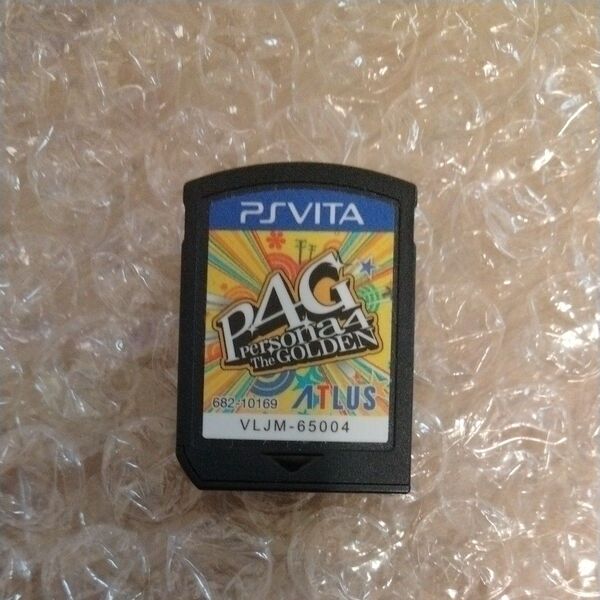 PSVITA
P4G
Persona4
The GOLDEN
682-10169 ATLUS
VLJM-65004